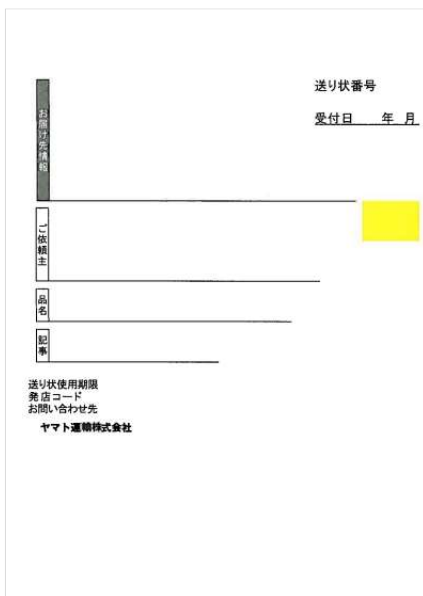 送り状番号
受付日 年 月
お届け先情報
ご依頼主
品名
記事
送り状使用期限
発店コード
お問い合わせ先
ヤマト運輸株式会社